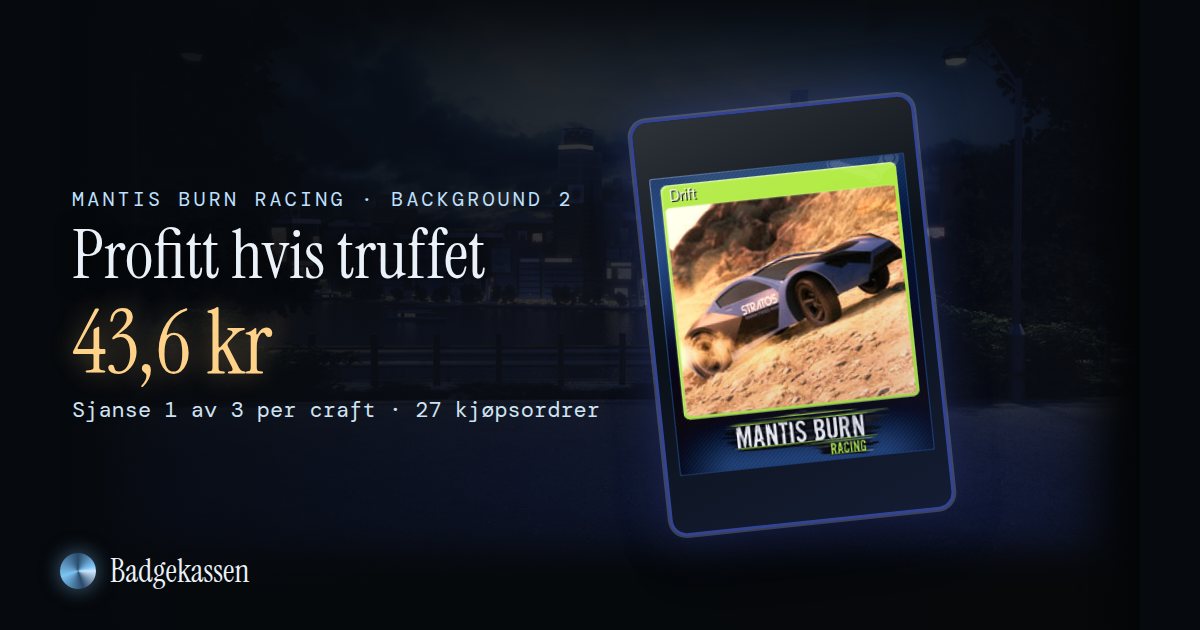 MANTIS BURN RACING · BACKGROUND 2
Profitt hvis truffet
43,6 kr
Sjanse 1 av 3 per craft · 27 kjøpsordrer
Badgekassen
Drift
STRATOS
MANTIS BURN
RACING